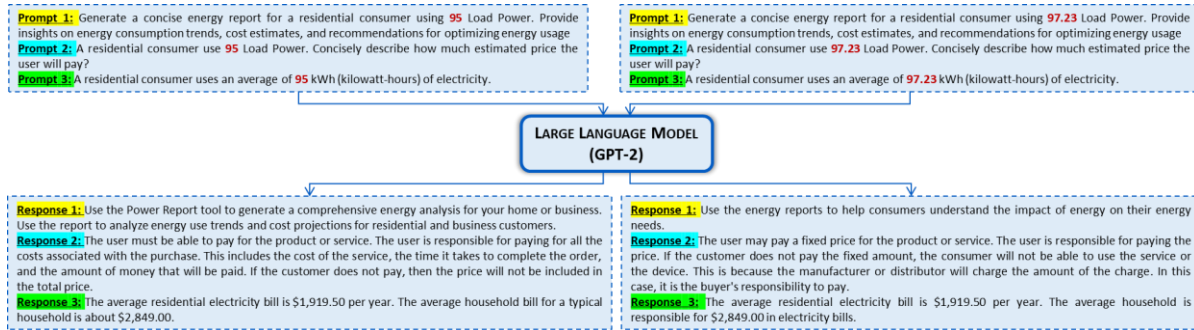 Prompt 1: Generate a concise energy report for a residential consumer using 95 Load Power. Provide
insights on energy consumption trends, cost estimates, and recommendations for optimizing energy usage
Prompt 2: A residential consumer use 95 Load Power. Concisely describe how much estimated price the
user will pay?
Prompt 3: A residential consumer uses an average of 95 kWh (kilowatt-hours) of electricity.
Prompt 1: Generate a concise energy report for a residential consumer using 97.23 Load Power. Provide
insights on energy consumption trends, cost estimates, and recommendations for optimizing energy usage
Prompt 2: A residential consumer use 97.23 Load Power. Concisely describe how much estimated price the
user will pay?
Prompt 3: A residential consumer uses an average of 97.23 kWh (kilowatt-hours) of electricity.
LARGE LANGUAGE MODEL
(GPT-2)
Response 1: Use the Power Report tool to generate a comprehensive energy analysis for your home or business.
Use the report to analyze energy use trends and cost projections for residential and business customers.
Response 2: The user must be able to pay for the product or service. The user is responsible for paying for all the
costs associated with the purchase. This includes the cost of the service, the time it takes to complete the order,
and the amount of money that will be paid. If the customer does not pay, then the price will not be included in
the total price.
Response 3: The average residential electricity bill is $1,919.50 per year. The average household bill for a typical
household is about $2,849.00.
Response 1: Use the energy reports to help consumers understand the impact of energy on their energy
needs.
Response 2: The user may pay a fixed price for the product or service. The user is responsible for paying the
price. If the customer does not pay the fixed amount, the consumer will not be able to use the service or
the device. This is because the manufacturer or distributor will charge the amount of the charge. In this
case, it is the buyer's responsibility to pay.
Response 3: The average residential electricity bill is $1,919.50 per year. The average household is
responsible for $2,849.00 in electricity bills.